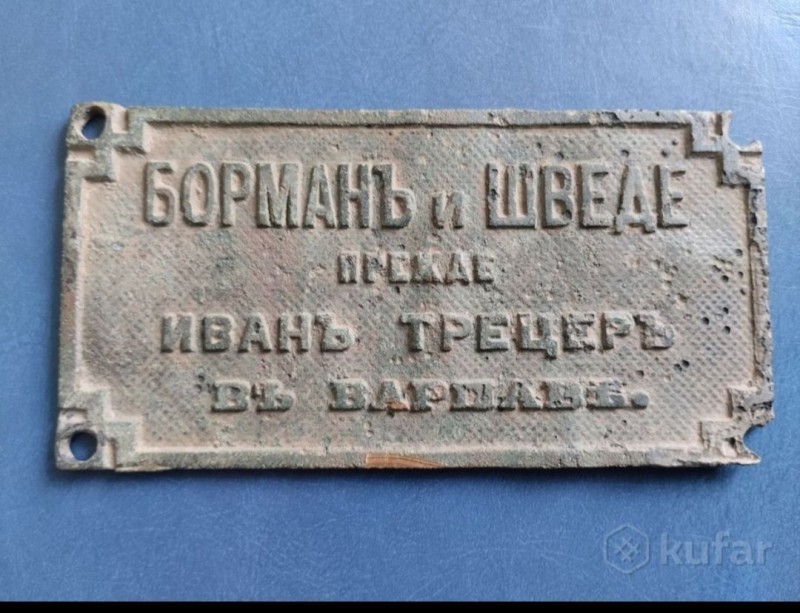 БОРМАНЪ и ШВЕДЕ
ПРЕЖДЕ
ИВАНЪ ТРЕЦЕРЪ
ВЪ ВАРШАВѢ.
kufar